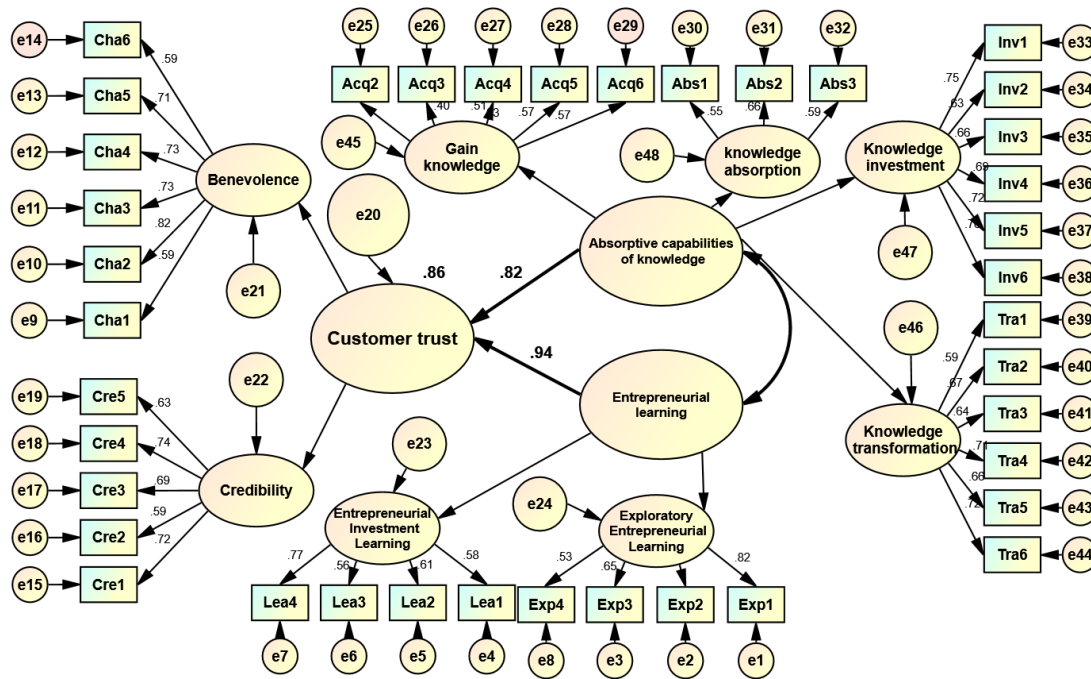 e25
e26
e27
e28
e29
e30
e31
e32
Acq2
Acq3
Acq4
Acq5
Acq6
Abs1
Abs2
Abs3
.40
.51
.57
.57
.55
.66
.59
e45
Gain
knowledge
e48
knowledge
absorption
e14
Cha6
.59
e13
Cha5
.71
e12
Cha4
.73
e11
Cha3
.73
e10
Cha2
.82
e9
Cha1
.59
Benevolence
e21
e20
Inv1
e33
.75
Inv2
e34
.63
Inv3
e35
.66
Inv4
e36
.69
Inv5
e37
.72
Inv6
e38
Knowledge
investment
e47
Absorptive capabilities
of knowledge
.86
.82
Customer trust
.94
Entrepreneurial
learning
e46
Tra1
e39
.59
Tra2
e40
.67
Tra3
e41
.64
Tra4
e42
.71
Tra5
e43
.66
Tra6
e44
.72
Knowledge
transformation
e19
Cre5
.63
e18
Cre4
.74
e17
Cre3
.69
e16
Cre2
.59
e15
Cre1
.72
e22
Credibility
e23
Entrepreneurial
Investment
Learning
e24
Exploratory
Entrepreneurial
Learning
.77
.56
.61
.58
.53
.65
.82
Lea4
Lea3
Lea2
Lea1
Exp4
Exp3
Exp2
Exp1
e7
e6
e5
e4
e8
e3
e2
e1